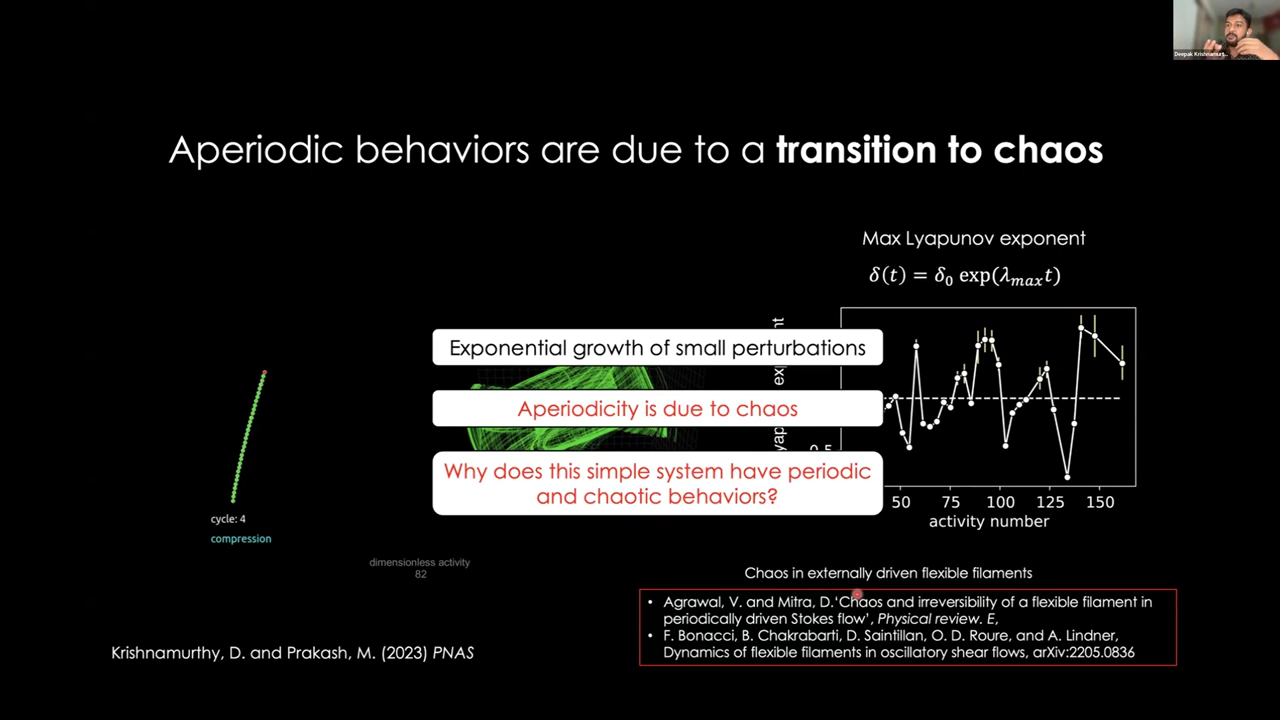 Deepak Krishnamurt...
Aperiodic behaviors are due to a transition to chaos
Max Lyapunov exponent
δ(t) = δ₀ exp(λₘₐₓt)
Exponential growth of small perturbations
Aperiodicity is due to chaos
Why does this simple system have periodic
and chaotic behaviors?
50 75 100 125 150
activity number
cycle: 4
compression
dimensionless activity
82
Chaos in externally driven flexible filaments
• Agrawal, V. and Mitra, D.‘Chaos and irreversibility of a flexible filament in
periodically driven Stokes flow’, Physical review. E,
• F. Bonacci, B. Chakrabarti, D. Saintillan, O. D. Roure, and A. Lindner,
Dynamics of flexible filaments in oscillatory shear flows, arXiv:2205.0836
Krishnamurthy, D. and Prakash, M. (2023) PNAS